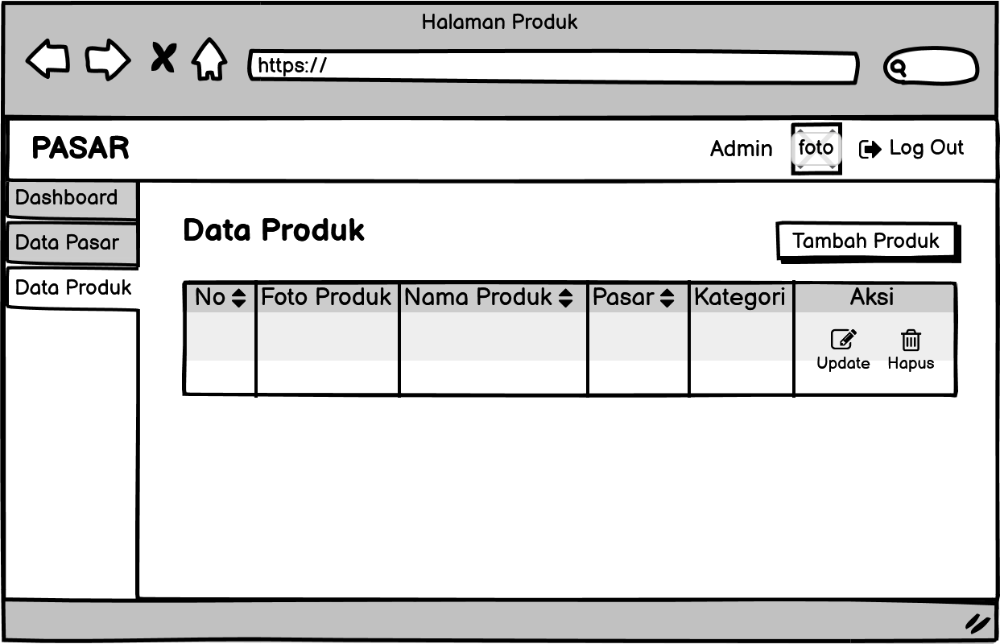 Halaman Produk
https://
PASAR
Admin
foto
Log Out
Dashboard
Data Pasar
Data Produk
Data Produk
Tambah Produk
No Foto Produk Nama Produk Pasar Kategori Aksi
Update Hapus